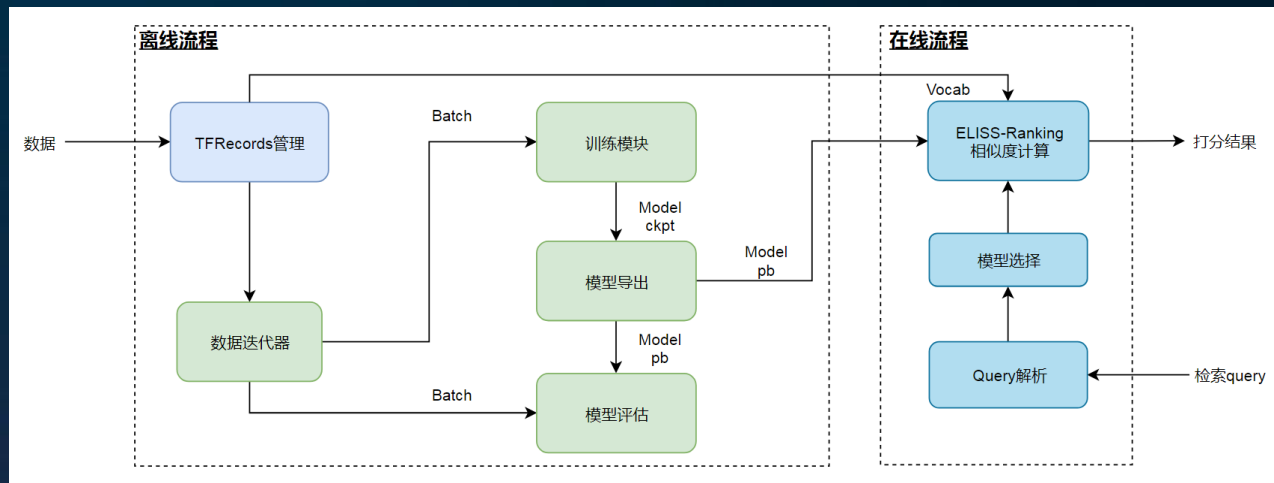 离线流程
在线流程
数据
TFRecords管理
Batch
训练模块
Vocab
ELISS-Ranking
相似度计算
打分结果
Model
ckpt
模型导出
Model
pb
模型选择
数据迭代器
Model
pb
Batch
模型评估
Query解析
检索query